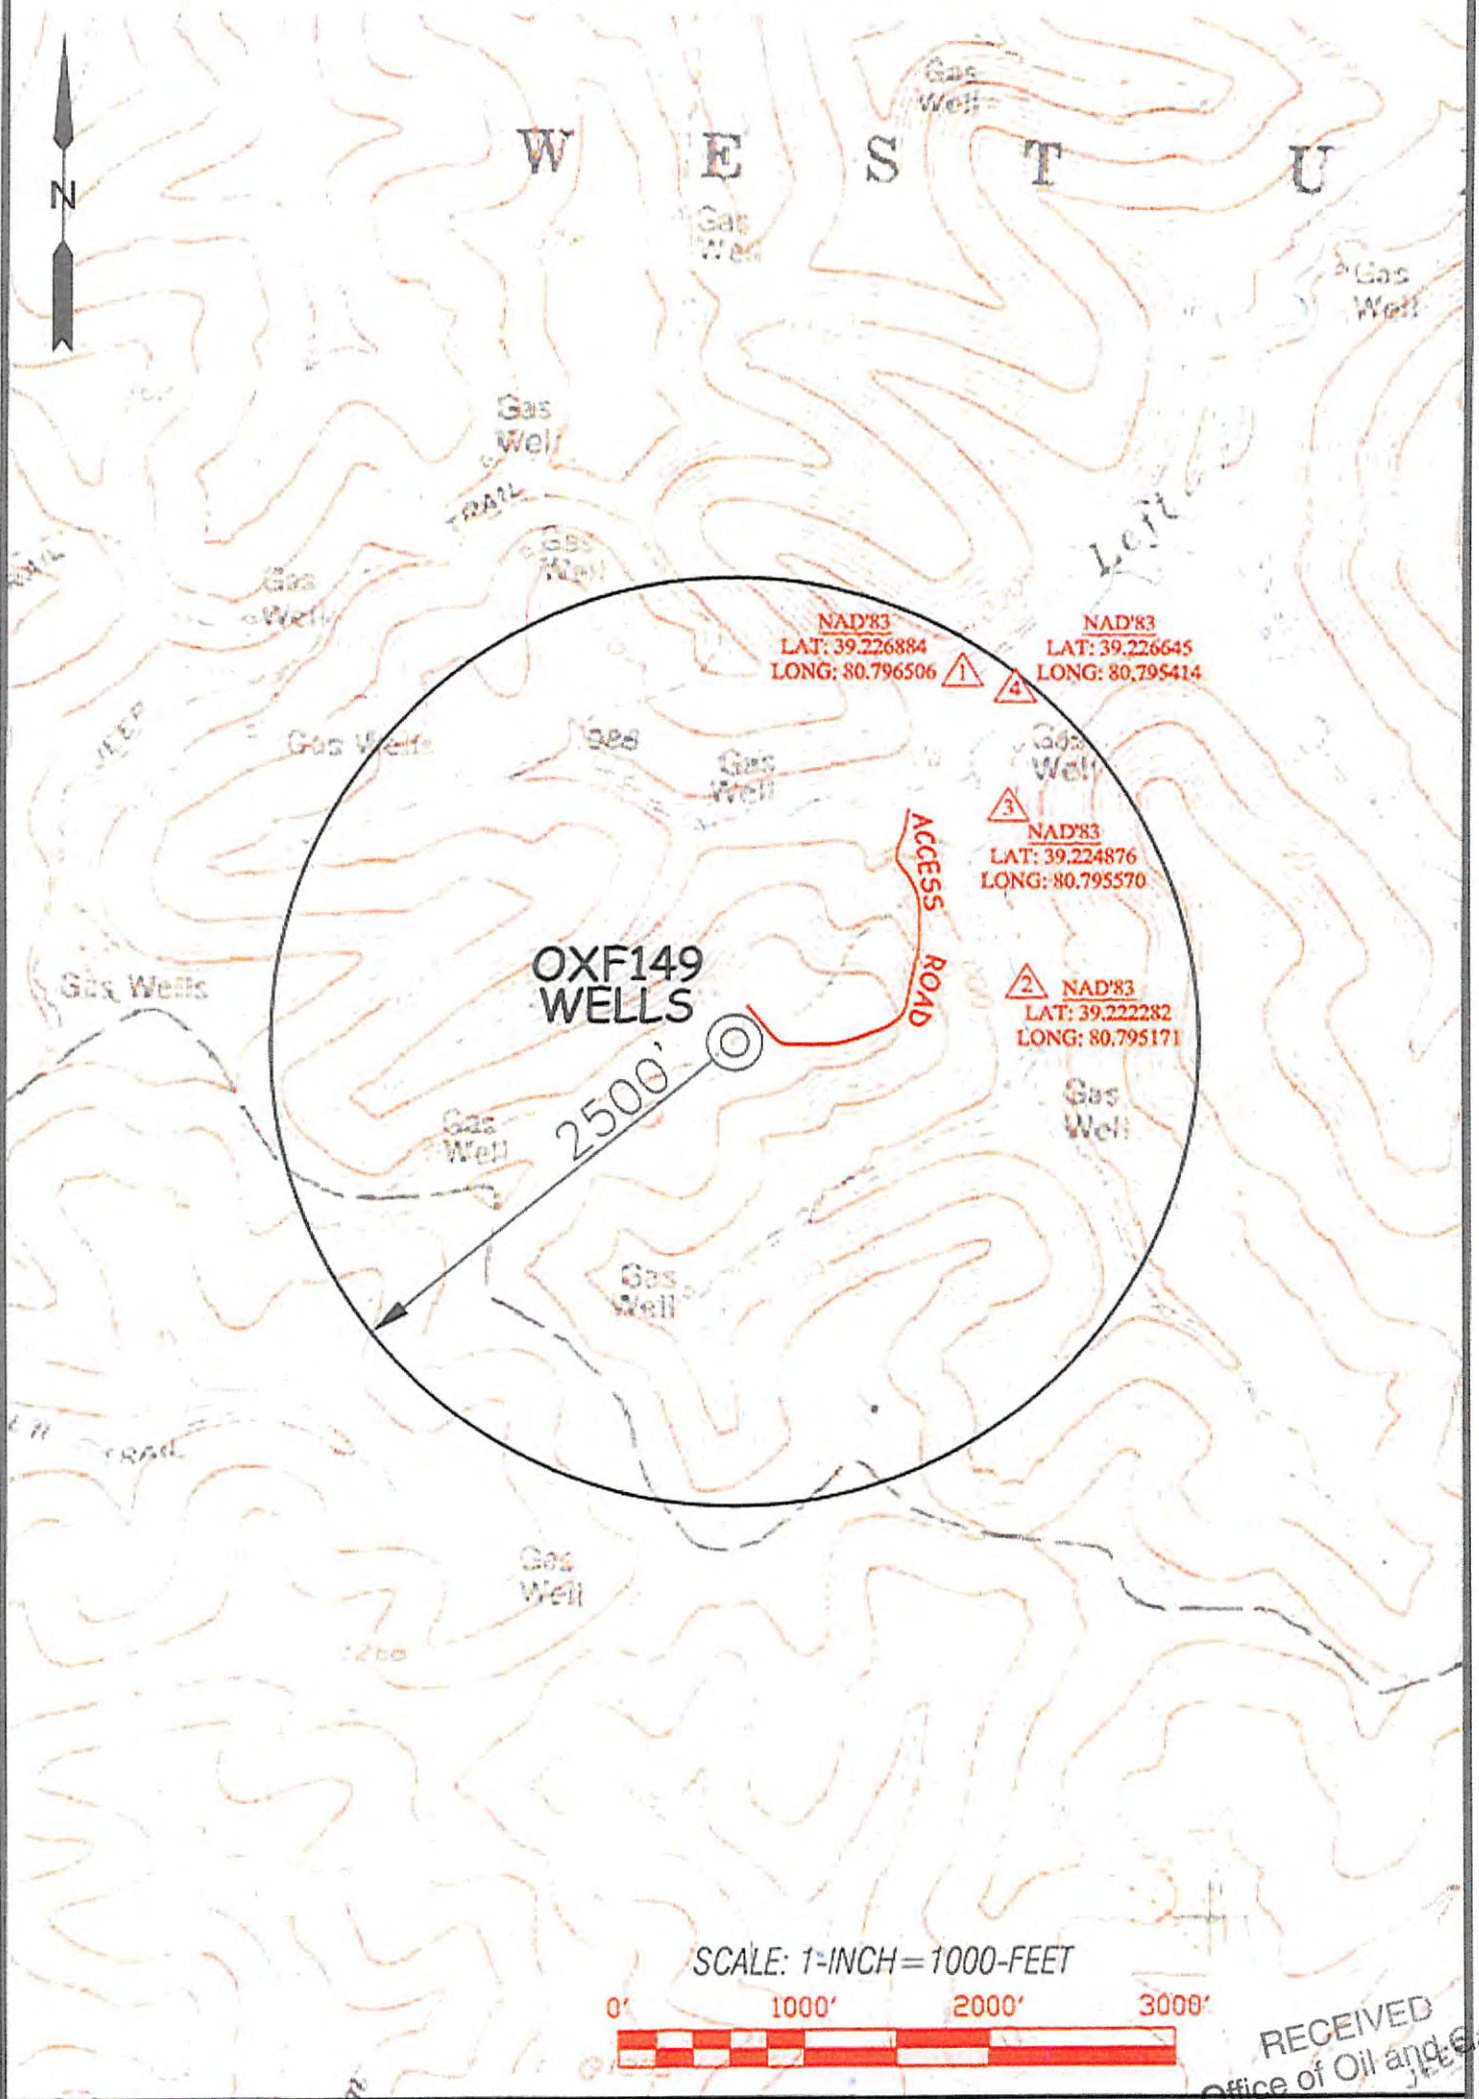 N
W E S T U
Gas
Well
Gas
Well
Gas
Well
Gas
Well
TRAIL
Gas
Well
Gas
Well
Left
NAD'83
LAT: 39.226884
LONG: 80.796506
1
NAD'83
LAT: 39.226645
LONG: 80.795414
4
JEEP
Gas Wells
988
Gas
Well
Gas
Well
3
NAD'83
LAT: 39.224876
LONG: 80.795570
ACCESS ROAD
OXF149
WELLS
Gas Wells
2
NAD'83
LAT: 39.222282
LONG: 80.795171
2500'
Gas
Well
Gas
Well
Gas
Well
TRAIL
Gas
Well
1266
SCALE: 1-INCH=1000-FEET
0' 1000' 2000' 3000'
RECEIVED
Office of Oil and